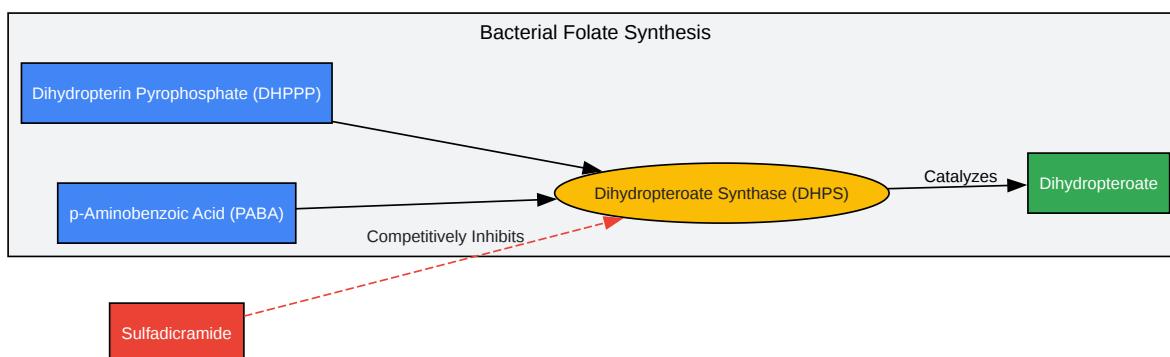 Bacterial Folate Synthesis
Dihydropterin Pyrophosphate (DHPPP)
p-Aminobenzoic Acid (PABA)
Dihydropteroate Synthase (DHPS)
Catalyzes
Dihydropteroate
Competitively Inhibits
Sulfadicramide